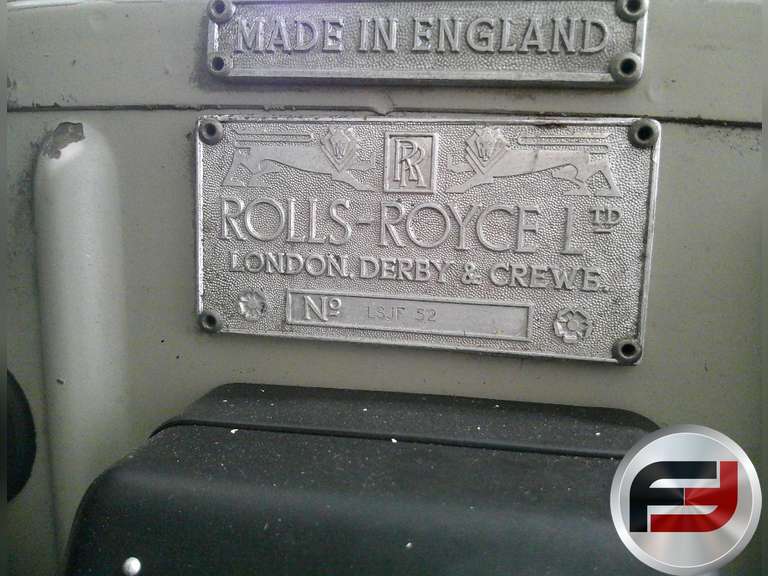 MADE IN ENGLAND
RR
ROLLS-ROYCE LTD
LONDON, DERBY & CREWE.
No LSJF 52